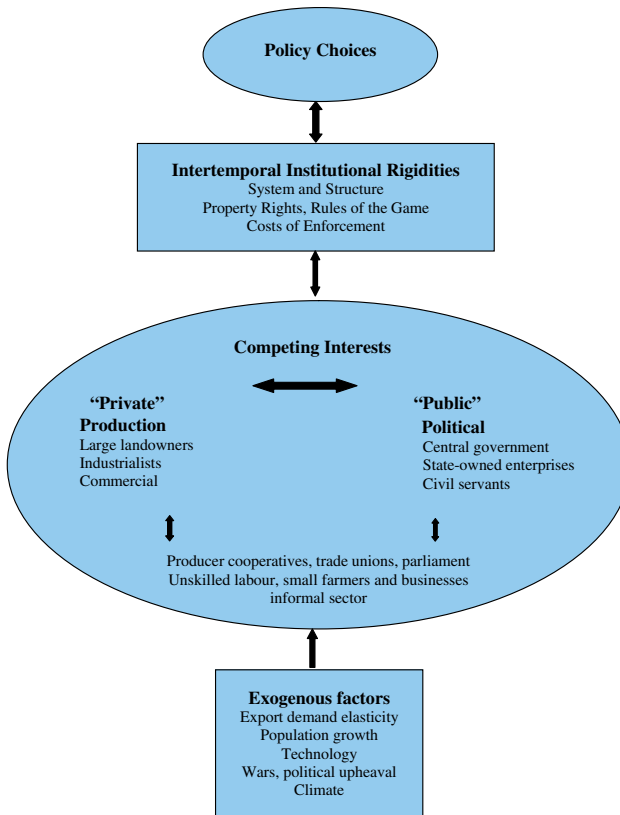 Policy Choices
Intertemporal Institutional Rigidities
System and Structure
Property Rights, Rules of the Game
Costs of Enforcement
Competing Interests
“Private”
Production
Large landowners
Industrialists
Commercial
“Public”
Political
Central government
State-owned enterprises
Civil servants
Producer cooperatives, trade unions, parliament
Unskilled labour, small farmers and businesses
informal sector
Exogenous factors
Export demand elasticity
Population growth
Technology
Wars, political upheaval
Climate